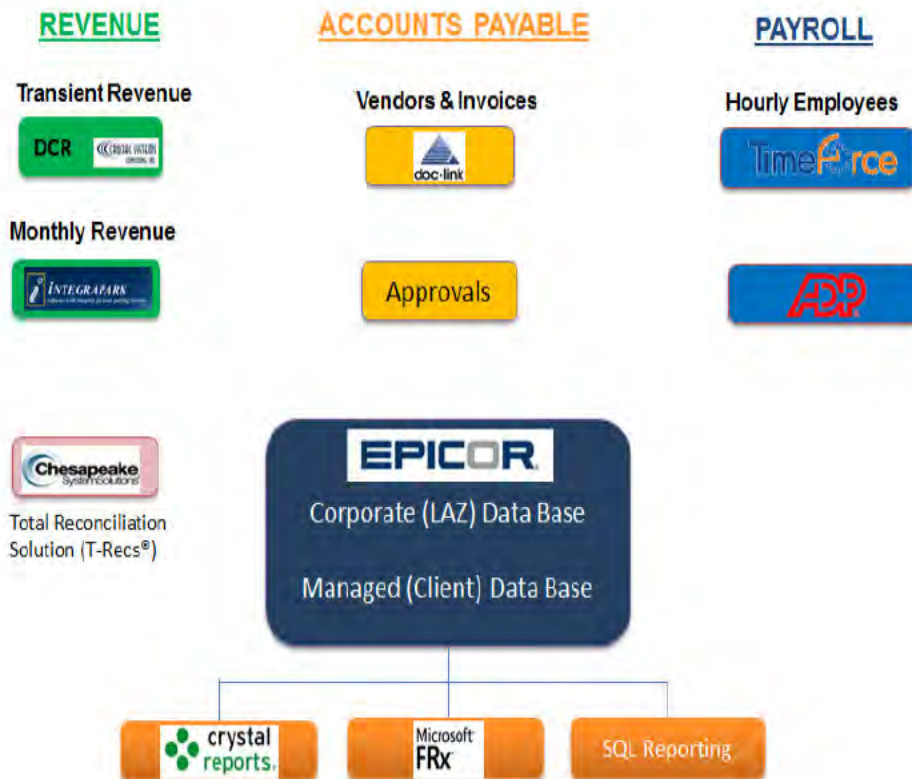 REVENUE
ACCOUNTS PAYABLE
PAYROLL
Transient Revenue
Vendors & Invoices
Hourly Employees
DCR
doc-link
TimeForce
Monthly Revenue
INTEGRAPARK
Approvals
ADP
Chesapeake
System Solutions
Total Reconciliation
Solution (T-Recs®)
EPICOR
Corporate (LAZ) Data Base
Managed (Client) Data Base
crystal
reports.
Microsoft
FRx
SQL Reporting